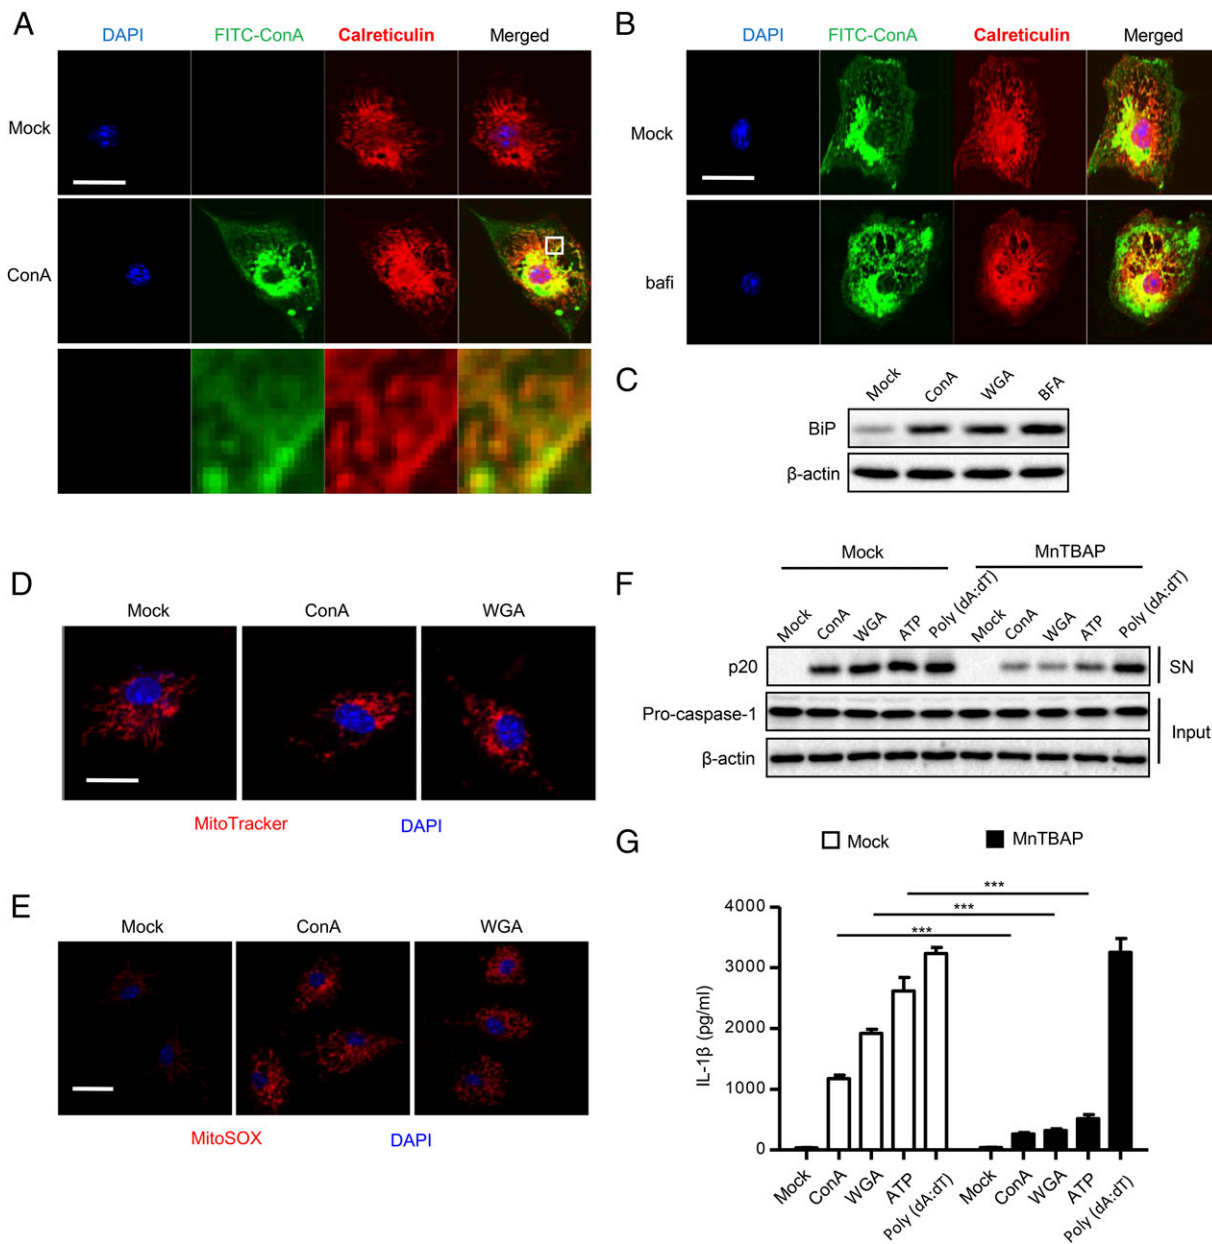 A
DAPI FITC-ConA Calreticulin Merged
Mock
ConA
B
DAPI FITC-ConA Calreticulin Merged
Mock
bafi
C
Mock ConA WGA BFA
BiP
β-actin
D
Mock ConA WGA
MitoTracker DAPI
E
Mock ConA WGA
MitoSOX DAPI
F
Mock MnTBAP
Mock ConA WGA ATP Poly (dA:dT) Mock ConA WGA ATP Poly (dA:dT)
p20 SN
Pro-caspase-1
Input
β-actin
G
Mock MnTBAP
***
***
***
IL-1β (pg/ml)
4000
3000
2000
1000
0
Mock ConA WGA ATP Poly (dA:dT) Mock ConA WGA ATP Poly (dA:dT)